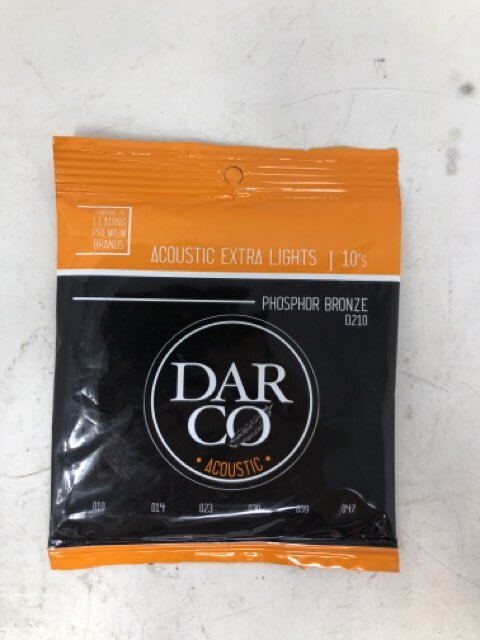 COMPARE TO
LEADING
PREMIUM
BRANDS
ACOUSTIC EXTRA LIGHTS | 10's
PHOSPHOR BRONZE
D210
DAR
CO
• ACOUSTIC •
010 014 023 030 039 047